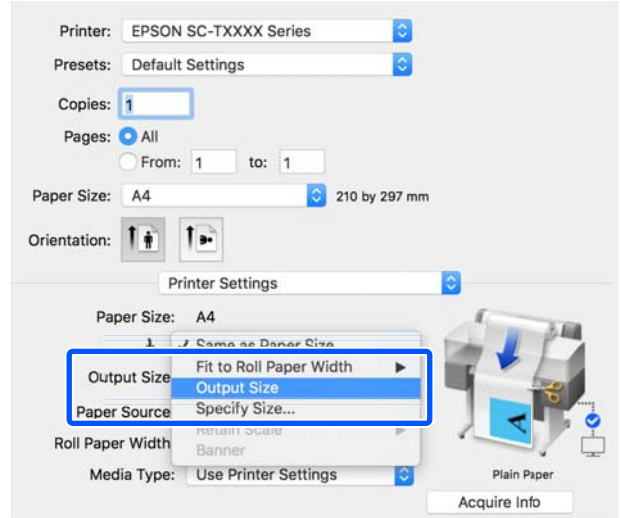 Printer: EPSON SC-TXXXX Series
Presets: Default Settings
Copies: 1
Pages: All
From: 1 to: 1
Paper Size: A4 210 by 297 mm
Orientation:
Printer Settings
Paper Size: A4
✓ Same as Paper Size
Output Size Fit to Roll Paper Width ▶
Output Size
Paper Source Specify Size...
Retain Scale ▶
Roll Paper Width Banner
Media Type: Use Printer Settings
Plain Paper
Acquire Info